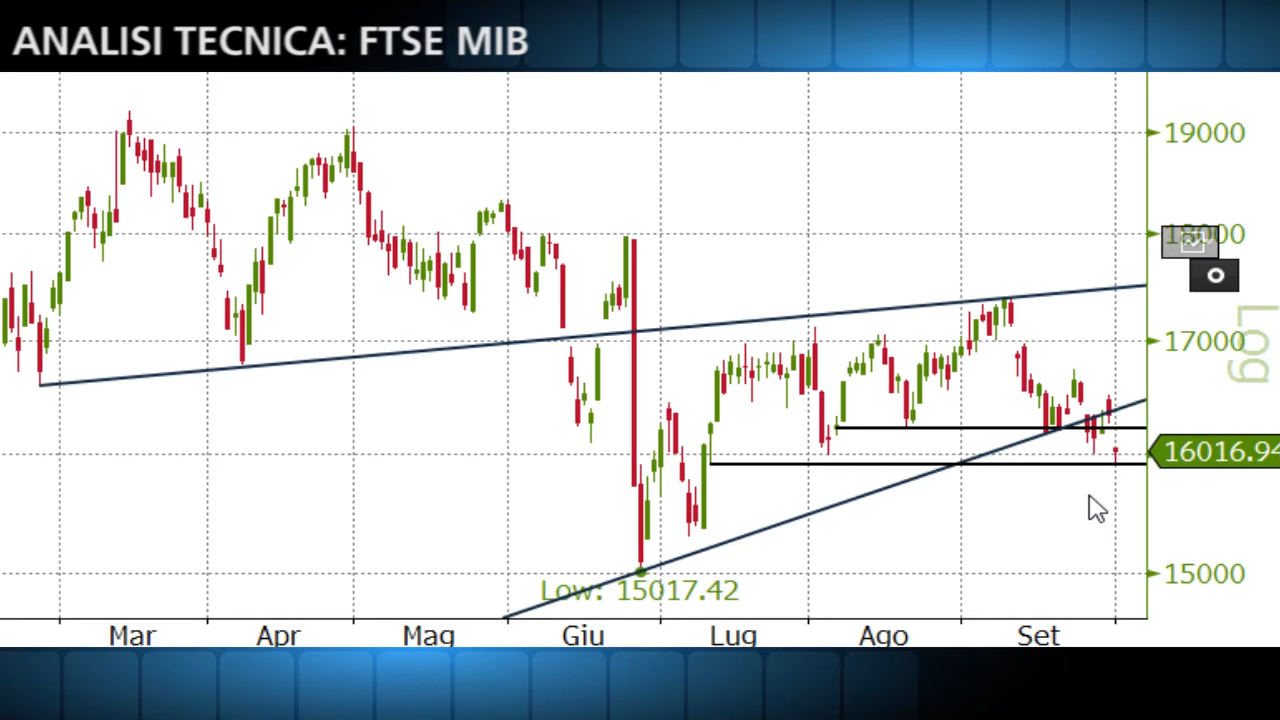 ANALISI TECNICA: FTSE MIB
19000
18000
Log
17000
16016.94
15000
Low: 15017.42
Mar Apr Mag Giu Lug Ago Set